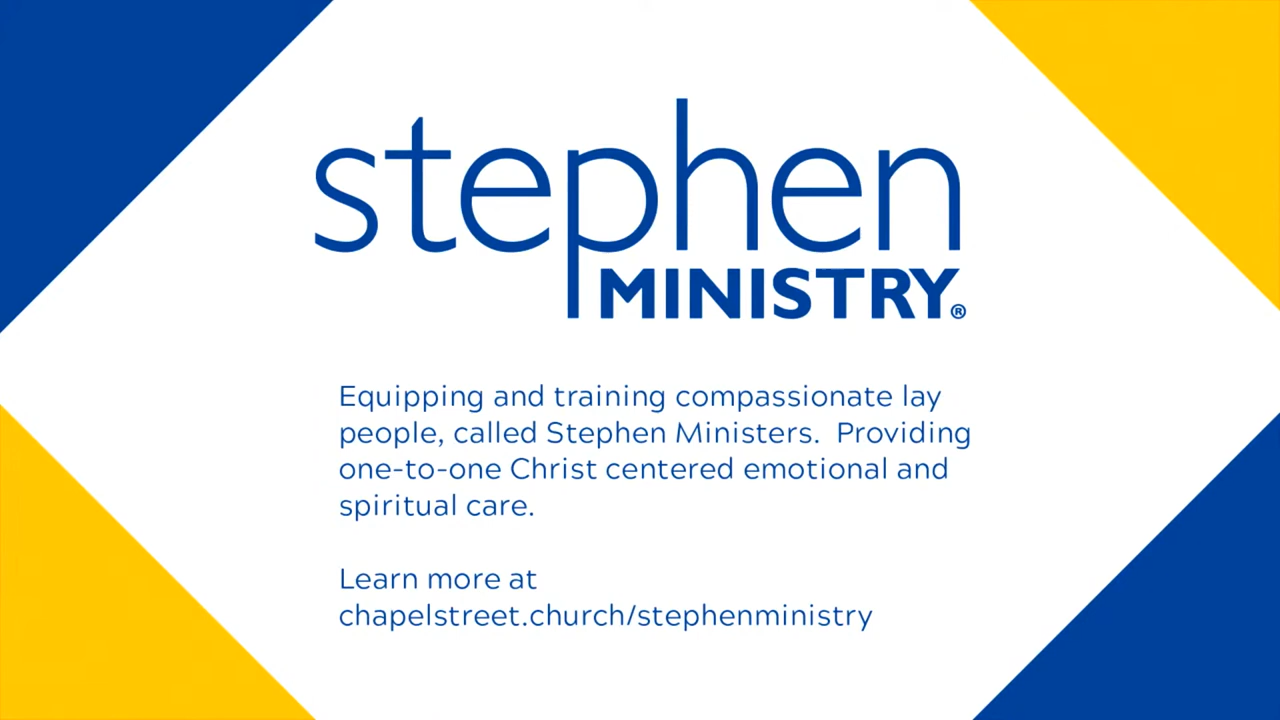 stephen
MINISTRY®
Equipping and training compassionate lay
people, called Stephen Ministers.  Providing
one-to-one Christ centered emotional and
spiritual care.
Learn more at
chapelstreet.church/stephenministry